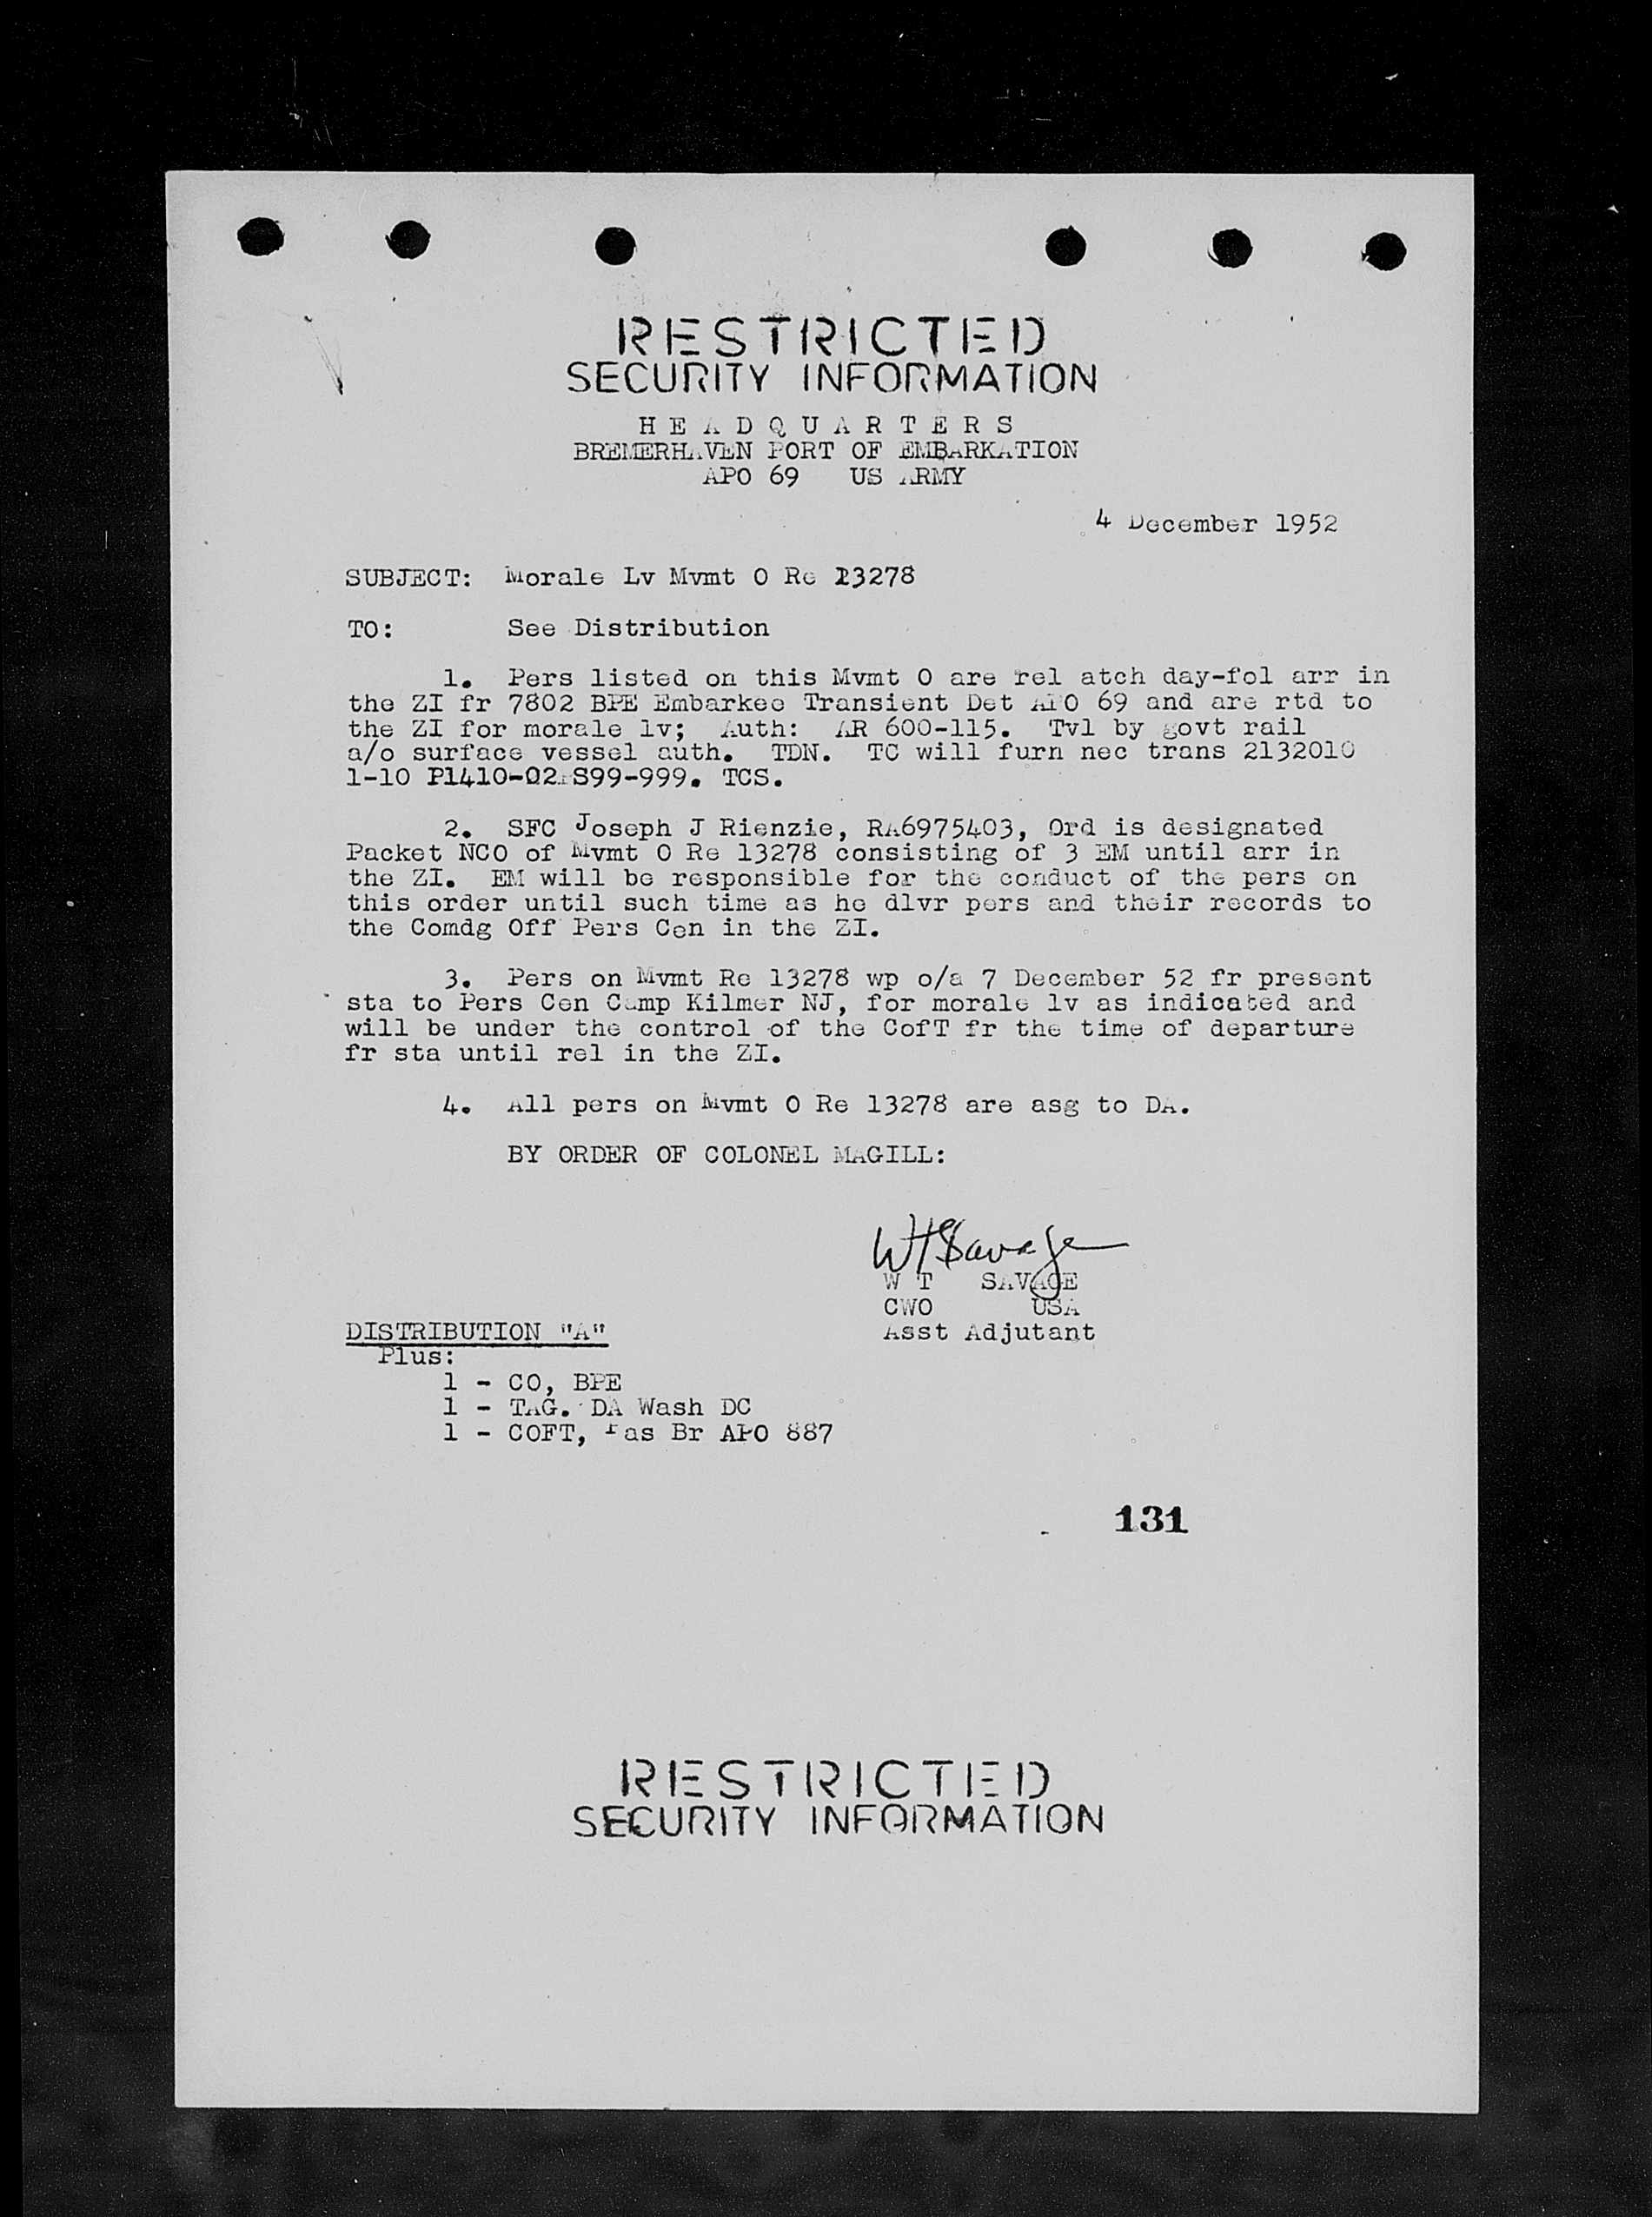 RESTRICTED
SECURITY INFORMATION
H E A D Q U A R T E R S
BREMERHAVEN PORT OF EMBARKATION
APO 69 US ARMY
4 December 1952
SUBJECT: Morale Lv Mvmt O Re 13278
TO: See Distribution
1. Pers listed on this Mvmt O are rel atch day-fol arr in
the ZI fr 7802 BPE Embarkee Transient Det APO 69 and are rtd to
the ZI for morale lv; Auth: AR 600-115. Tvl by govt rail
a/o surface vessel auth. TDN. TC will furn nec trans 2132010
1-10 P1410-02 S99-999. TCS.
2. SFC Joseph J Rienzie, RA6975403, Ord is designated
Packet NCO of Mvmt O Re 13278 consisting of 3 EM until arr in
the ZI. EM will be responsible for the conduct of the pers on
this order until such time as he dlvr pers and their records to
the Comdg Off Pers Cen in the ZI.
3. Pers on Mvmt Re 13278 wp o/a 7 December 52 fr present
sta to Pers Cen Camp Kilmer NJ, for morale lv as indicated and
will be under the control of the CofT fr the time of departure
fr sta until rel in the ZI.
4. All pers on Mvmt O Re 13278 are asg to DA.
BY ORDER OF COLONEL MAGILL:
WTSavage
W T SAVAGE
CWO USA
Asst Adjutant
DISTRIBUTION "A"
Plus:
1 - CO, BPE
1 - TAG. DA Wash DC
1 - COFT, Pas Br APO 887
131
RESTRICTED
SECURITY INFORMATION